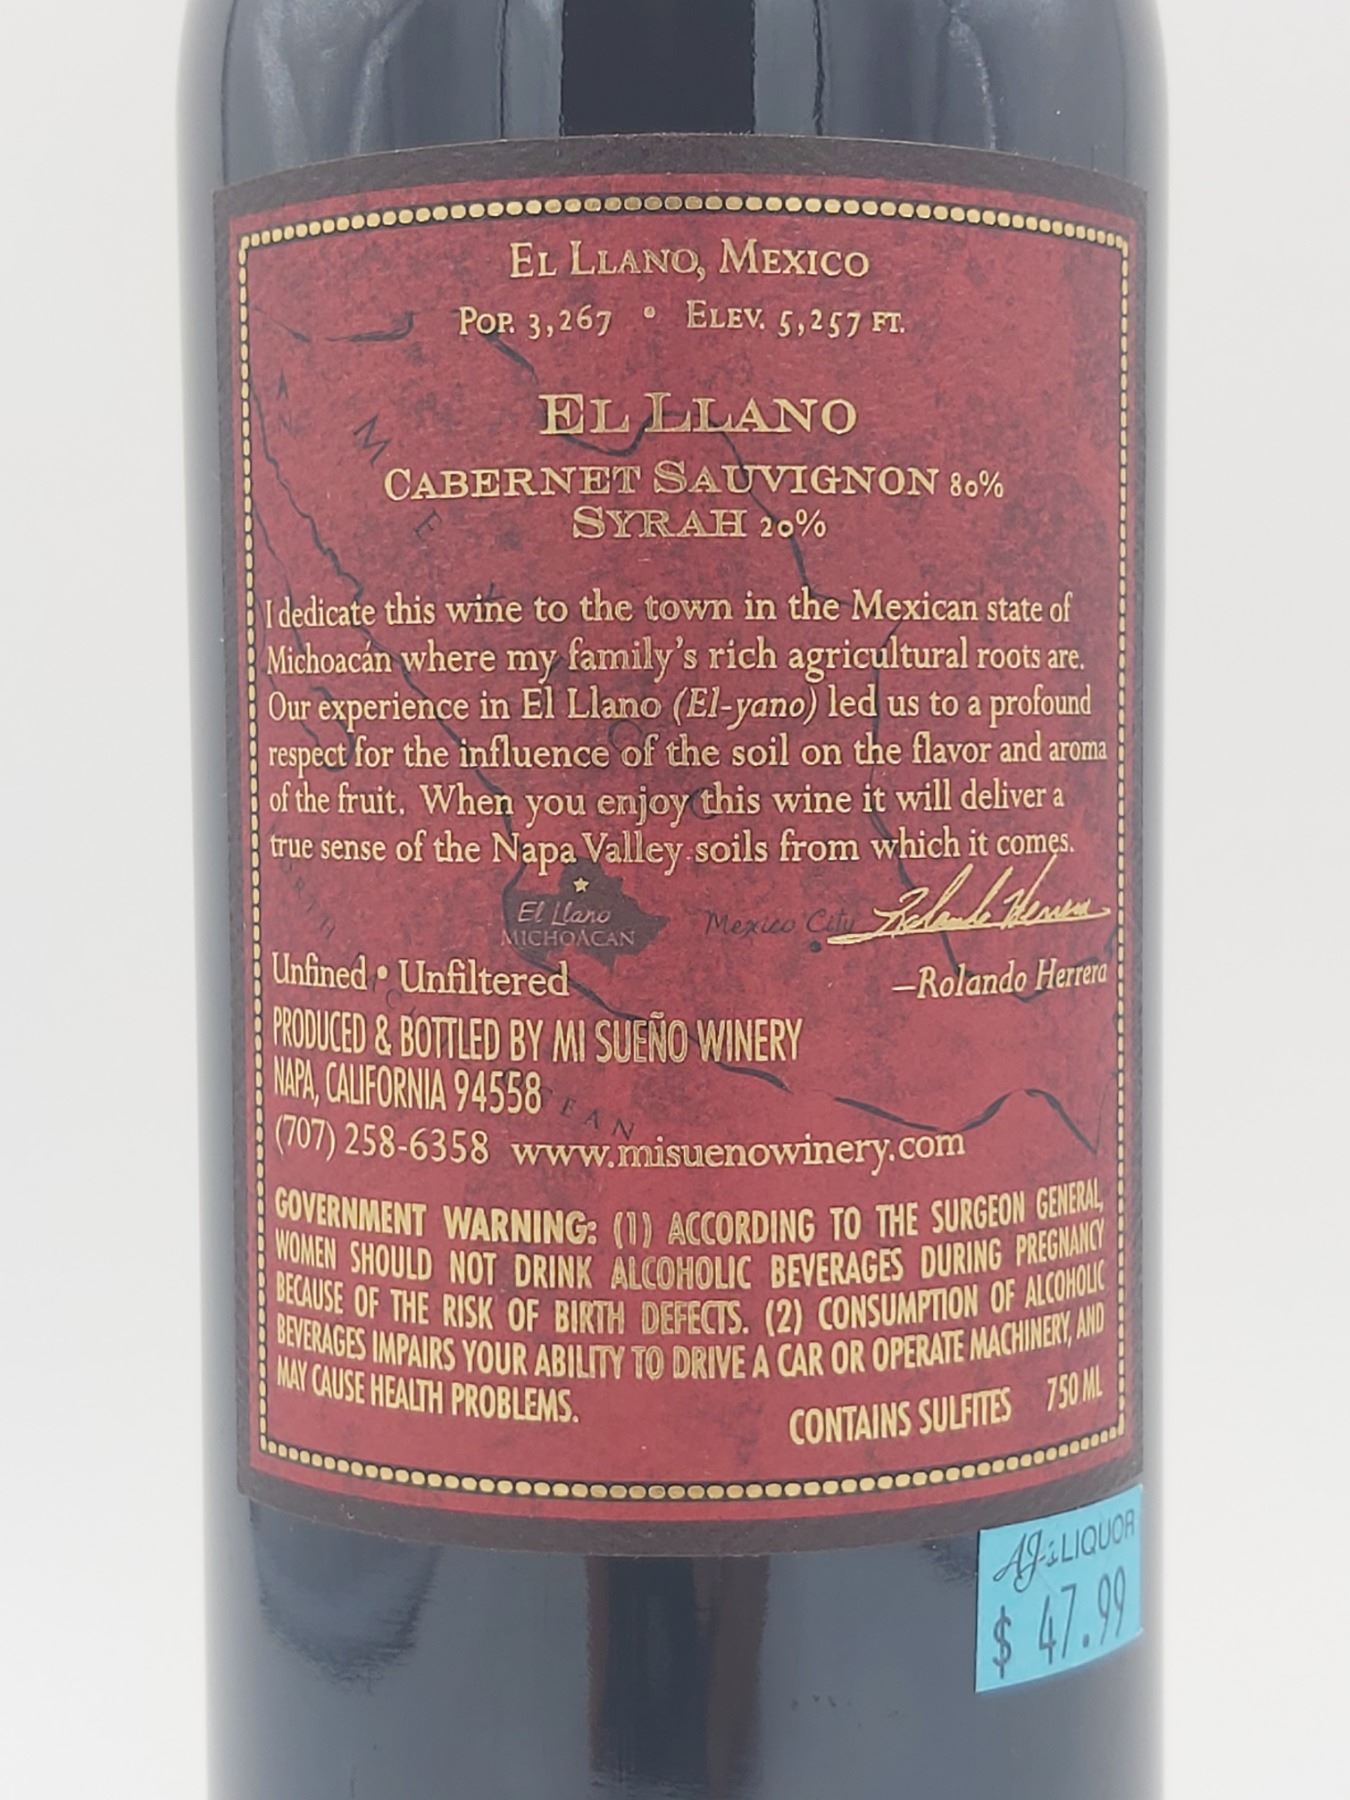 EL LLANO, MEXICO
POP. 3,267 • ELEV. 5,257 FT.
EL LLANO
CABERNET SAUVIGNON 80%
SYRAH 20%
I dedicate this wine to the town in the Mexican state of
Michoacán where my family's rich agricultural roots are.
Our experience in El Llano (El-yano) led us to a profound
respect for the influence of the soil on the flavor and aroma
of the fruit. When you enjoy this wine it will deliver a
true sense of the Napa Valley soils from which it comes.
El Llano
MICHOACAN
Mexico City
Rolando Herrera
Unfined • Unfiltered
—Rolando Herrera
PRODUCED & BOTTLED BY MI SUEÑO WINERY
NAPA, CALIFORNIA 94558
(707) 258-6358 www.misuenowinery.com
GOVERNMENT WARNING: (1) ACCORDING TO THE SURGEON GENERAL,
WOMEN SHOULD NOT DRINK ALCOHOLIC BEVERAGES DURING PREGNANCY
BECAUSE OF THE RISK OF BIRTH DEFECTS. (2) CONSUMPTION OF ALCOHOLIC
BEVERAGES IMPAIRS YOUR ABILITY TO DRIVE A CAR OR OPERATE MACHINERY, AND
MAY CAUSE HEALTH PROBLEMS.
CONTAINS SULFITES 750 ML
AJ's LIQUOR
$ 47.99